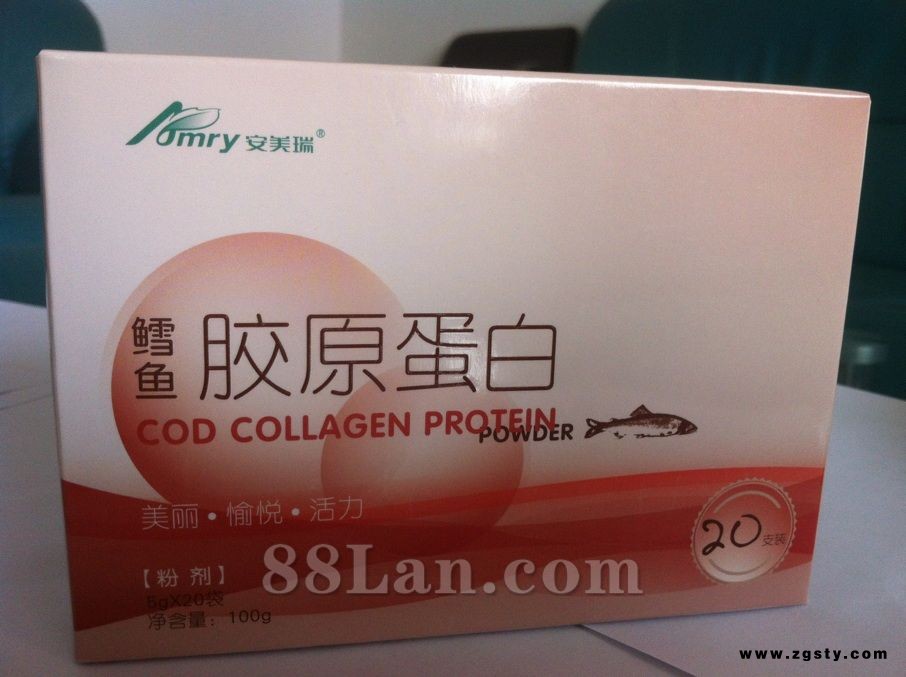 Amry 安美瑞®
鳕鱼 胶原蛋白
COD COLLAGEN PROTEIN
POWDER
美丽·愉悦·活力
20支装
【粉剂】
88Lan.com
5gX20袋
净含量：100g
www.zgsty.com